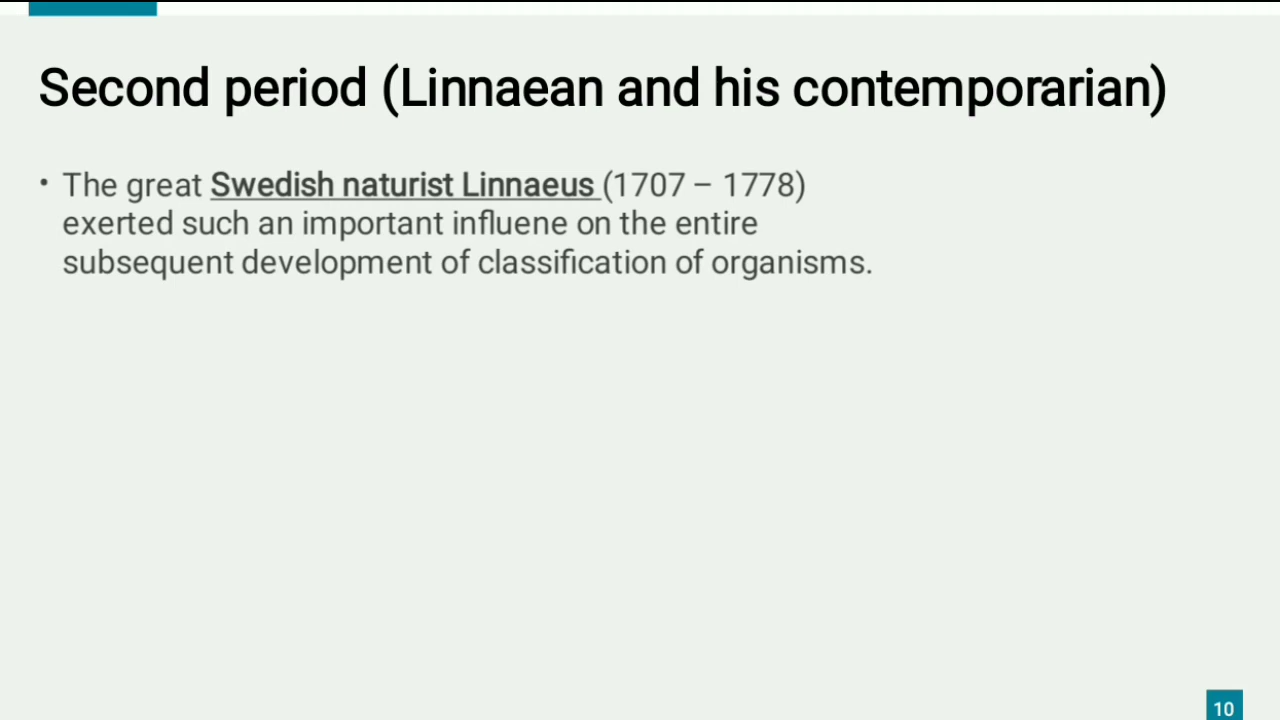 Second period (Linnaean and his contemporarian)
• The great Swedish naturist Linnaeus (1707 – 1778)
exerted such an important influene on the entire
subsequent development of classification of organisms.
10